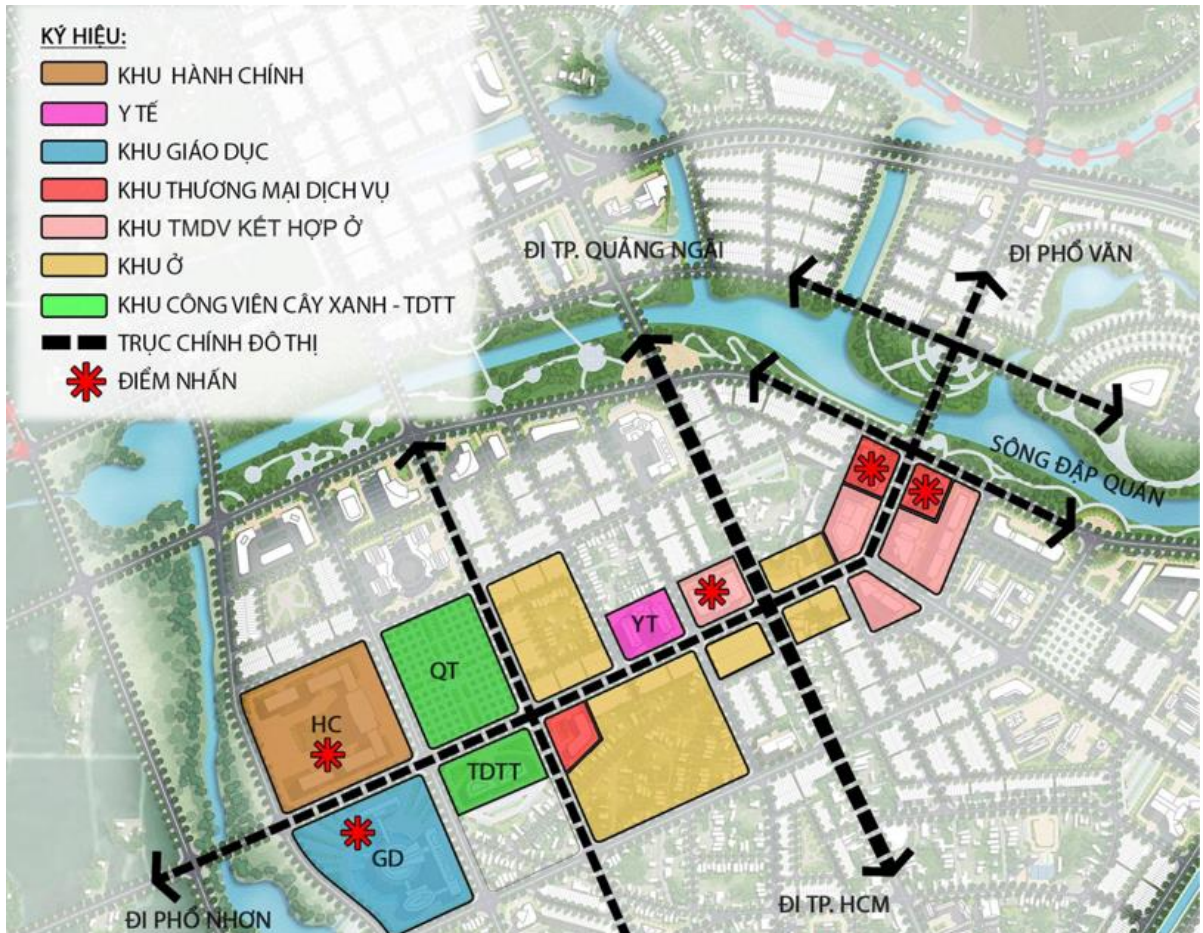 KÝ HIỆU:
KHU HÀNH CHÍNH
Y TẾ
KHU GIÁO DỤC
KHU THƯƠNG MẠI DỊCH VỤ
KHU TMDV KẾT HỢP Ở
KHU Ở
KHU CÔNG VIÊN CÂY XANH - TDTT
TRỤC CHÍNH ĐÔ THỊ
ĐIỂM NHẤN
ĐI TP. QUẢNG NGÃI
ĐI PHỔ VĂN
SÔNG ĐẬP QUÁN
YT
QT
HC
TDTT
GD
ĐI PHỔ NHƠN
ĐI TP. HCM